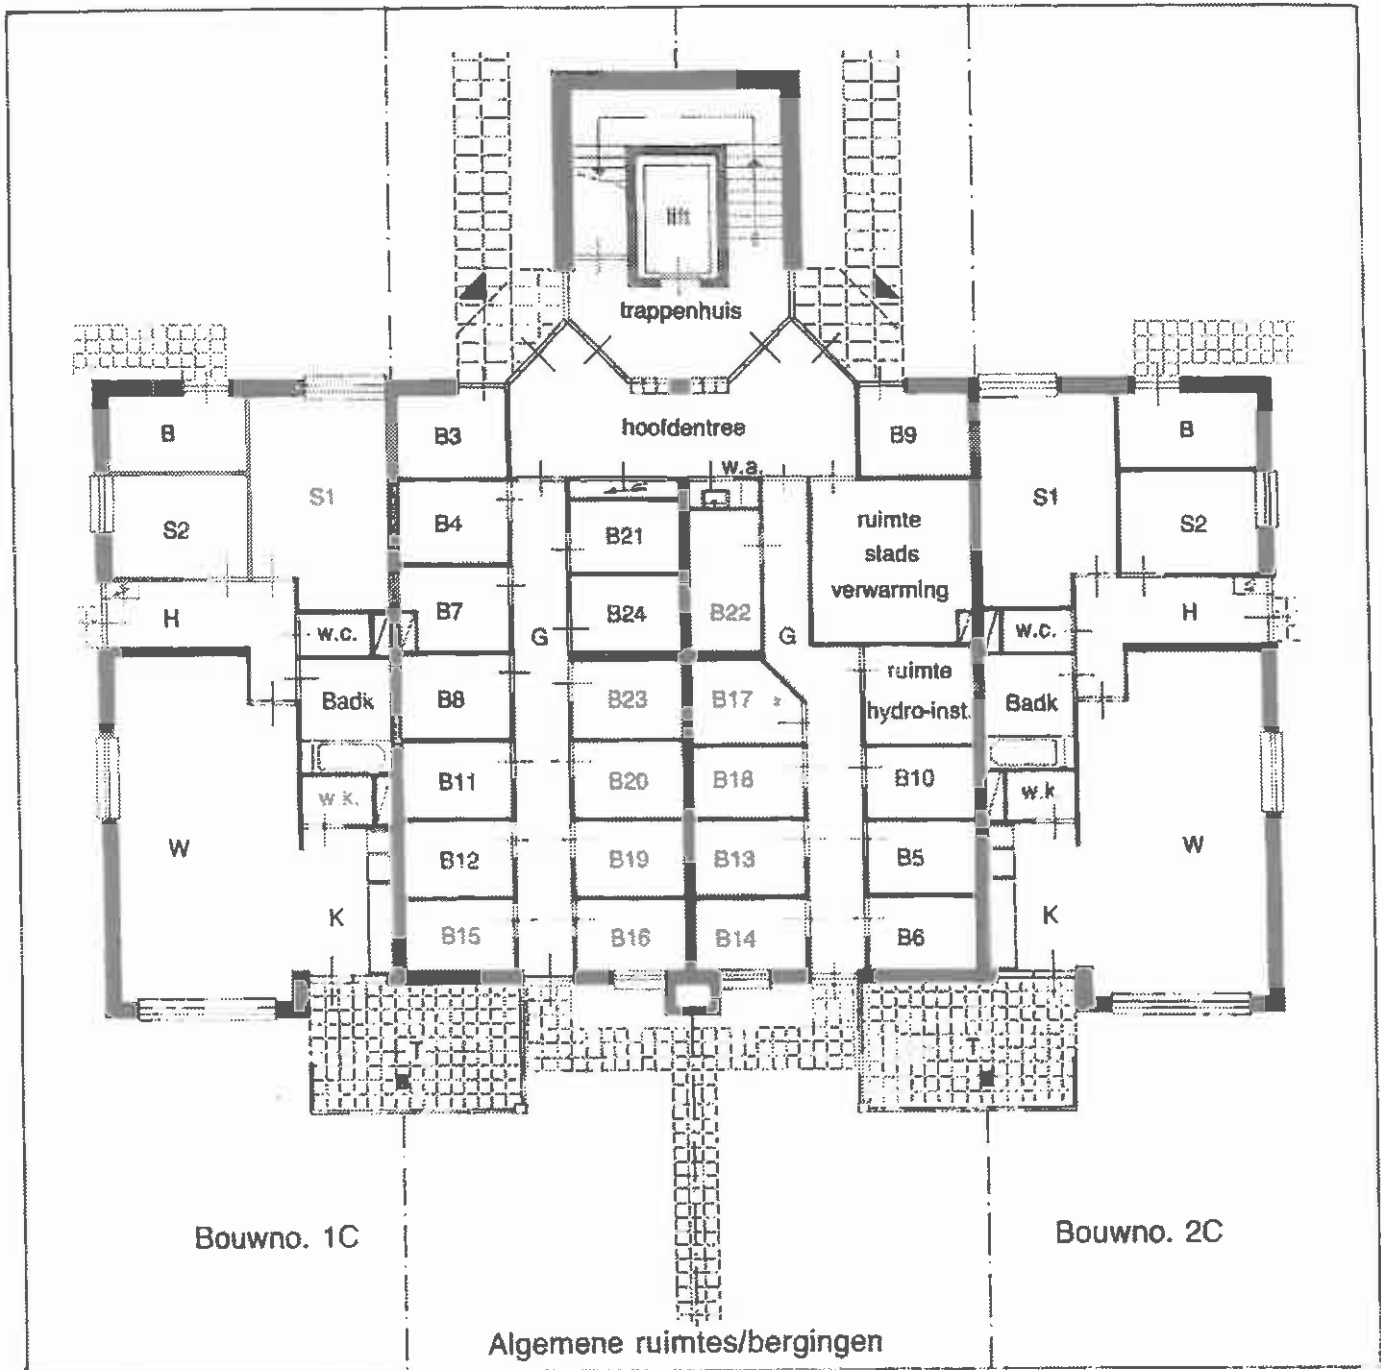 lift
trappenhuis
hoofdentree
w.a.
B
S2
S1
H
w.c.
Badk
w.k.
W
K
T
B3
B4
B7
B8
B11
B12
B15
G
B21
B24
B23
B20
B19
B16
B22
B17
B18
B13
B14
G
B9
ruimte
stads
verwarming
ruimte
hydro-inst.
B10
B5
B6
S1
B
S2
H
w.c.
Badk
w.k
W
K
T
Bouwno. 1C
Bouwno. 2C
Algemene ruimtes/bergingen